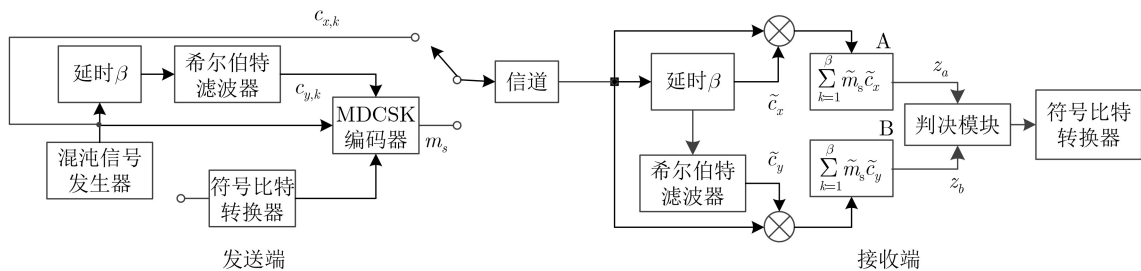 c_{x,k}
延时β
希尔伯特
滤波器
c_{y,k}
MDCSK
编码器
m_s
混沌信号
发生器
符号比特
转换器
发送端
信道
延时β
c̃_x
希尔伯特
滤波器
c̃_y
A
∑_{k=1}^{β} m̃_s c̃_x
z_a
B
∑_{k=1}^{β} m̃_s c̃_y
z_b
判决模块
符号比特
转换器
接收端